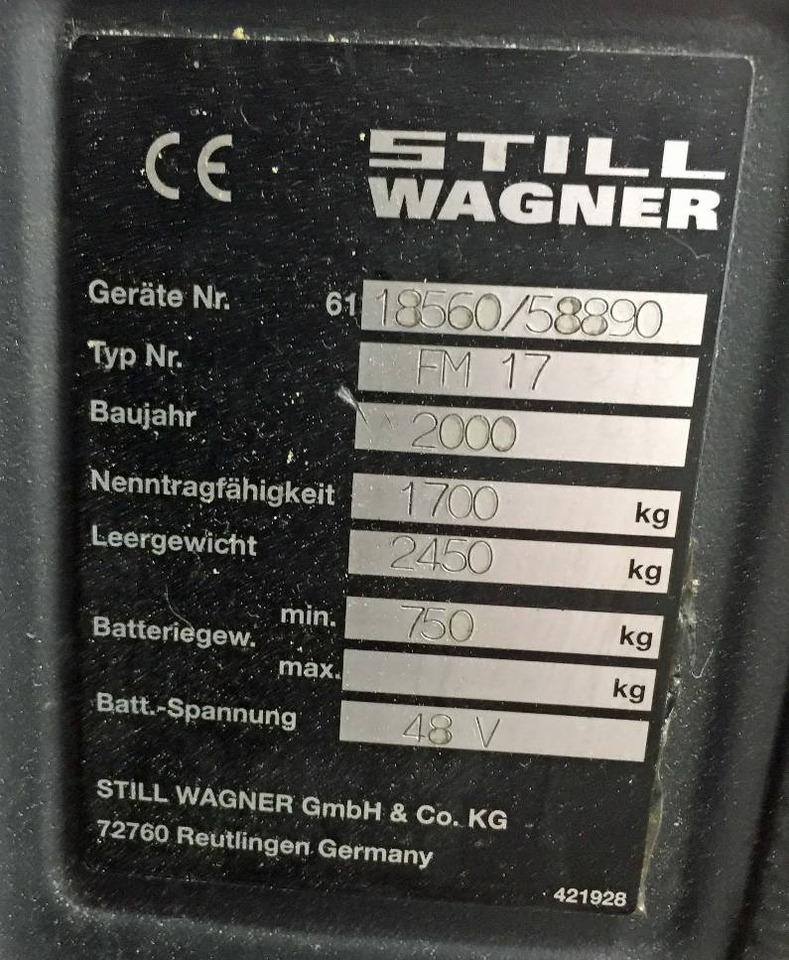 CE
STILL
WAGNER
Geräte Nr. 61 18560/58890
Typ Nr. FM 17
Baujahr 2000
Nenntragfähigkeit 1700 kg
Leergewicht 2450 kg
Batteriegew. min. 750 kg
max. kg
Batt.-Spannung 48 V
STILL WAGNER GmbH & Co. KG
72760 Reutlingen Germany
421928